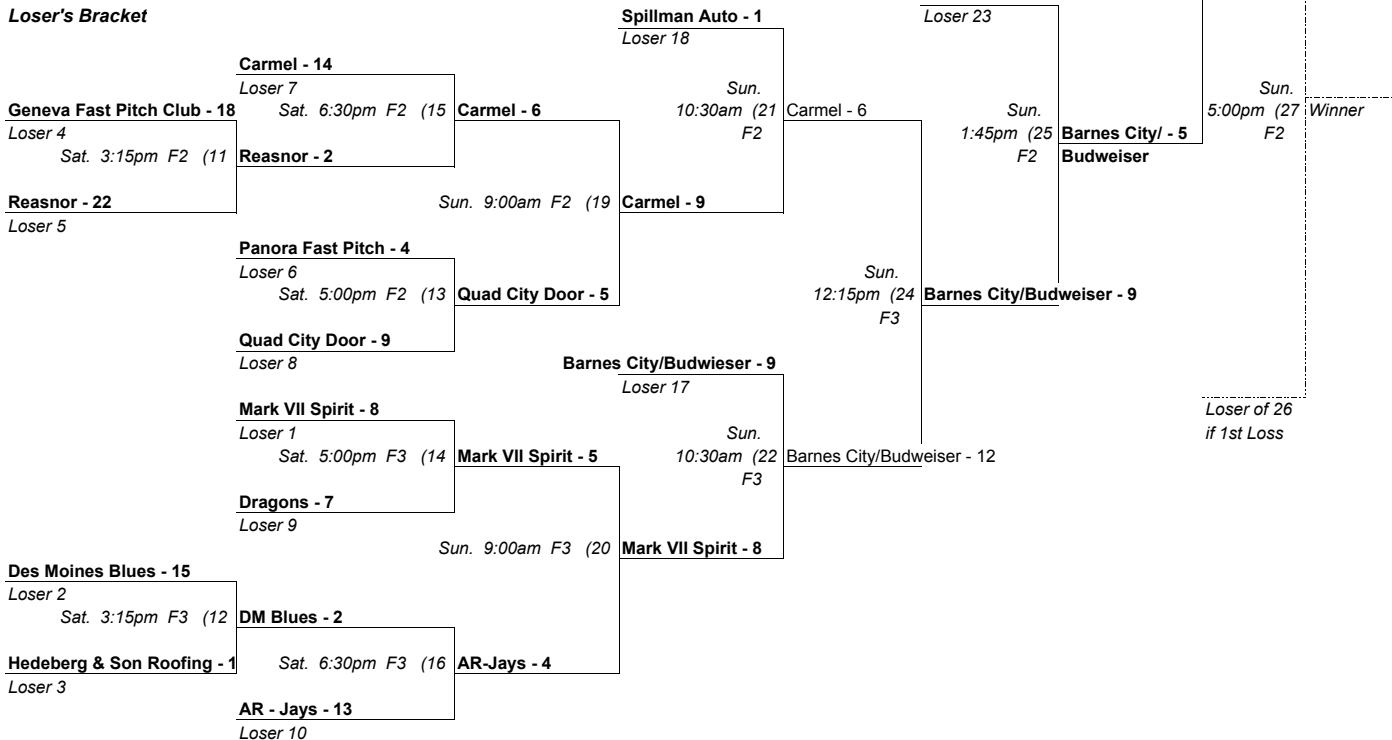 Loser's Bracket
Spillman Auto - 1
Loser 23
Loser 18
Carmel - 14
Loser 7
Sun.
Sun.
Geneva Fast Pitch Club - 18
Sat. 6:30pm F2 (15
Carmel - 6
10:30am (21
Carmel - 6
Sun.
5:00pm (27
Winner
Loser 4
F2
1:45pm (25
Barnes City/ - 5
F2
Sat. 3:15pm F2 (11
Reasnor - 2
F2
Budweiser
Reasnor - 22
Sun. 9:00am F2 (19
Carmel - 9
Loser 5
Panora Fast Pitch - 4
Loser 6
Sun.
Sat. 5:00pm F2 (13
Quad City Door - 5
12:15pm (24
Barnes City/Budweiser - 9
F3
Quad City Door - 9
Loser 8
Barnes City/Budwieser - 9
Loser 17
Mark VII Spirit - 8
Loser of 26
Loser 1
Sun.
if 1st Loss
Sat. 5:00pm F3 (14
Mark VII Spirit - 5
10:30am (22
Barnes City/Budweiser - 12
F3
Dragons - 7
Loser 9
Sun. 9:00am F3 (20
Mark VII Spirit - 8
Des Moines Blues - 15
Loser 2
Sat. 3:15pm F3 (12
DM Blues - 2
Hedeberg & Son Roofing - 1
Sat. 6:30pm F3 (16
AR-Jays - 4
Loser 3
AR - Jays - 13
Loser 10